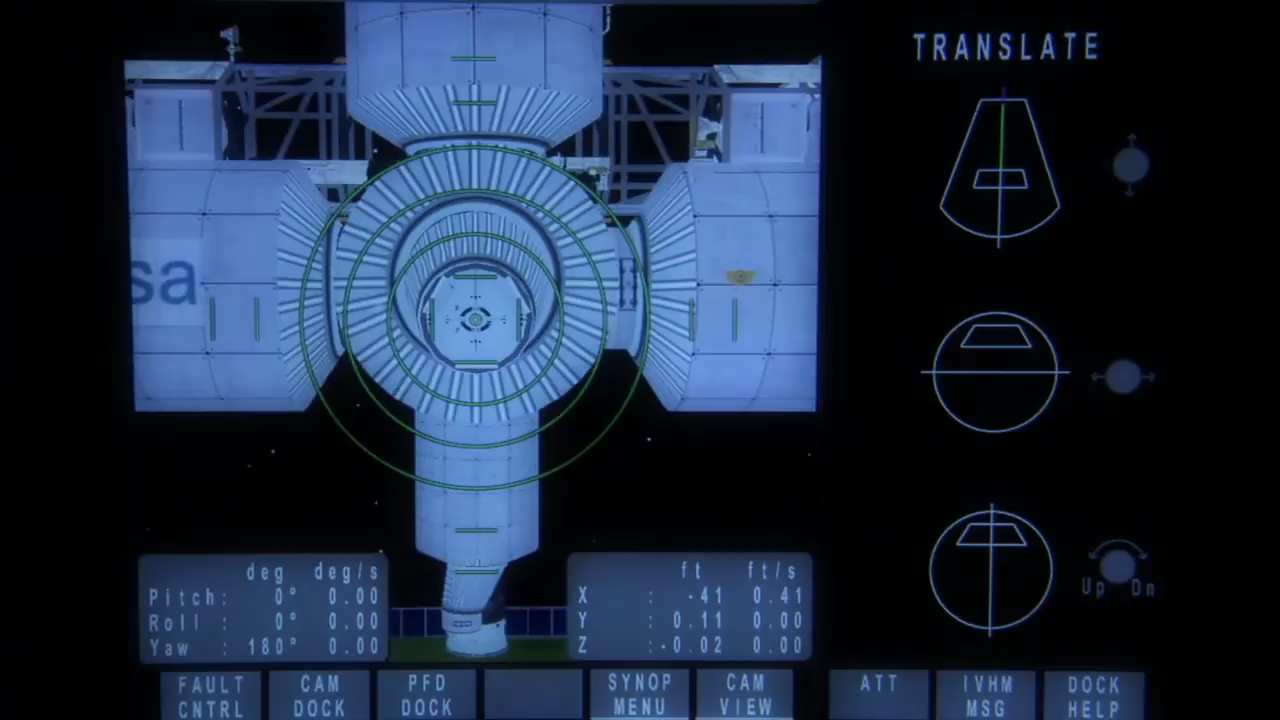 TRANSLATE
sa
deg deg/s
Pitch: 0° 0.00
Roll : 0° 0.00
Yaw : 180° 0.00
ft ft/s
X : -41 0.41
Y : 0.11 0.00
Z :-0.02 0.00
Up Dn
FAULT CNTRL
CAM DOCK
PFD DOCK
SYNOP MENU
CAM VIEW
ATT
IVHM MSG
DOCK HELP